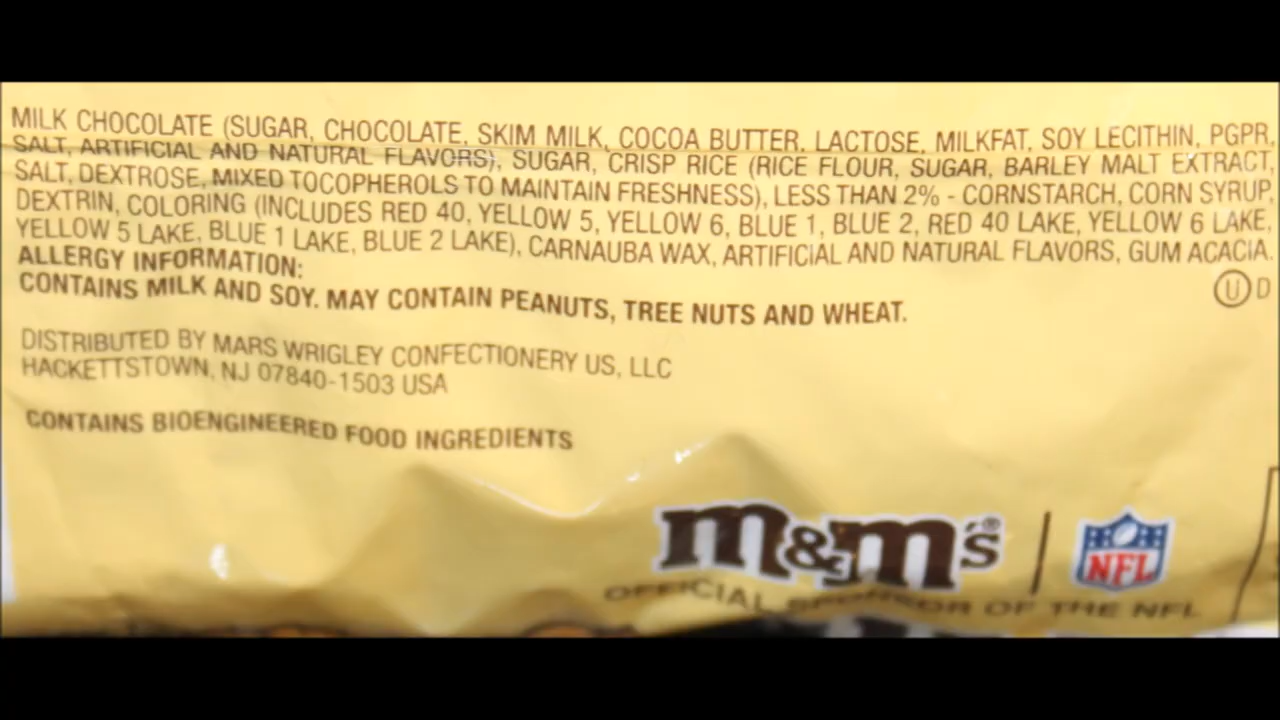 MILK CHOCOLATE (SUGAR, CHOCOLATE, SKIM MILK, COCOA BUTTER, LACTOSE, MILKFAT, SOY LECITHIN, PGPR,
SALT, ARTIFICIAL AND NATURAL FLAVORS), SUGAR, CRISP RICE (RICE FLOUR, SUGAR, BARLEY MALT EXTRACT,
SALT, DEXTROSE, MIXED TOCOPHEROLS TO MAINTAIN FRESHNESS), LESS THAN 2% - CORNSTARCH, CORN SYRUP,
DEXTRIN, COLORING (INCLUDES RED 40, YELLOW 5, YELLOW 6, BLUE 1, BLUE 2, RED 40 LAKE, YELLOW 6 LAKE,
YELLOW 5 LAKE, BLUE 1 LAKE, BLUE 2 LAKE), CARNAUBA WAX, ARTIFICIAL AND NATURAL FLAVORS, GUM ACACIA.
ALLERGY INFORMATION:
CONTAINS MILK AND SOY. MAY CONTAIN PEANUTS, TREE NUTS AND WHEAT.
U D
DISTRIBUTED BY MARS WRIGLEY CONFECTIONERY US, LLC
HACKETTSTOWN, NJ 07840-1503 USA
CONTAINS BIOENGINEERED FOOD INGREDIENTS
m&m's®
NFL
OFFICIAL SPONSOR OF THE NFL